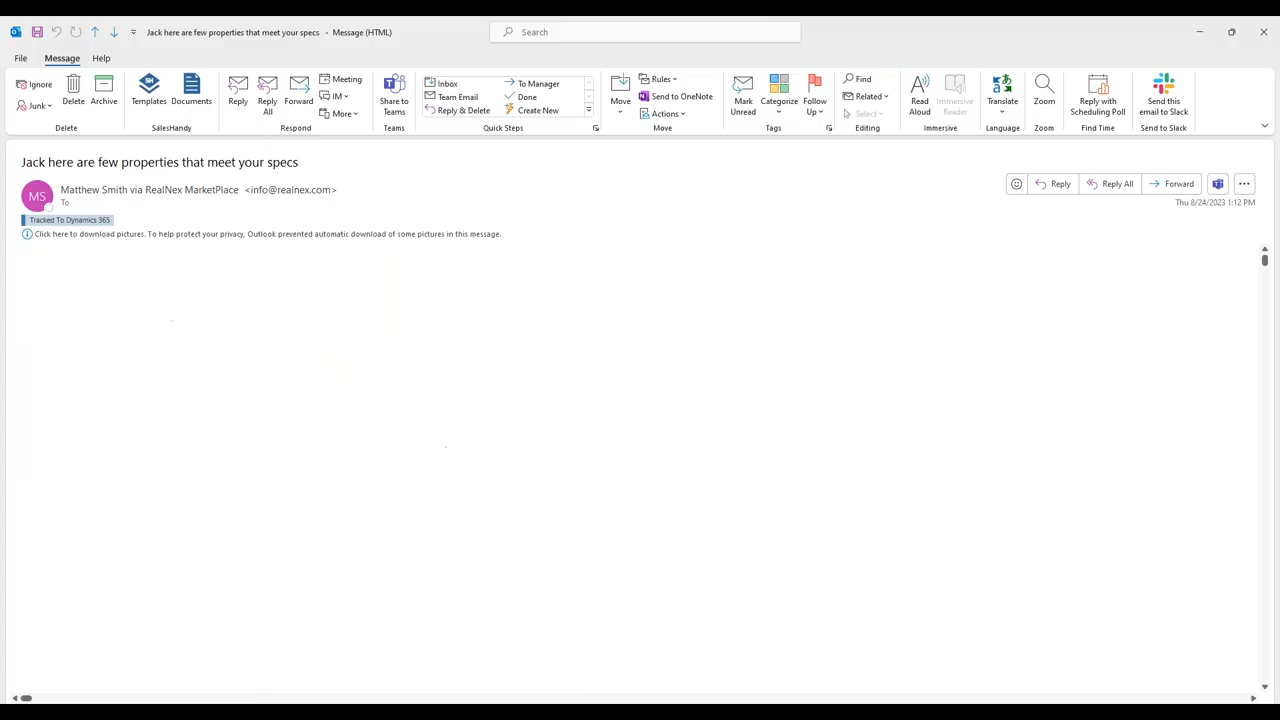 Jack here are few properties that meet your specs - Message (HTML)
Search
File Message Help
Ignore
Junk
Delete
Archive
Delete
Templates
Documents
SalesHandy
Reply
Reply All
Forward
Meeting
IM
More
Respond
Share to Teams
Teams
Inbox
To Manager
Team Email
Done
Reply & Delete
Create New
Quick Steps
Move
Rules
Send to OneNote
Actions
Move
Mark Unread
Categorize
Follow Up
Tags
Find
Related
Select
Editing
Read Aloud
Immersive Reader
Immersive
Translate
Language
Zoom
Zoom
Reply with Scheduling Poll
Find Time
Send this email to Slack
Send to Slack
Jack here are few properties that meet your specs
MS
Matthew Smith via RealNex MarketPlace <info@realnex.com>
To
Reply
Reply All
Forward
Thu 8/24/2023 1:12 PM
Tracked To Dynamics 365
Click here to download pictures. To help protect your privacy, Outlook prevented automatic download of some pictures in this message.